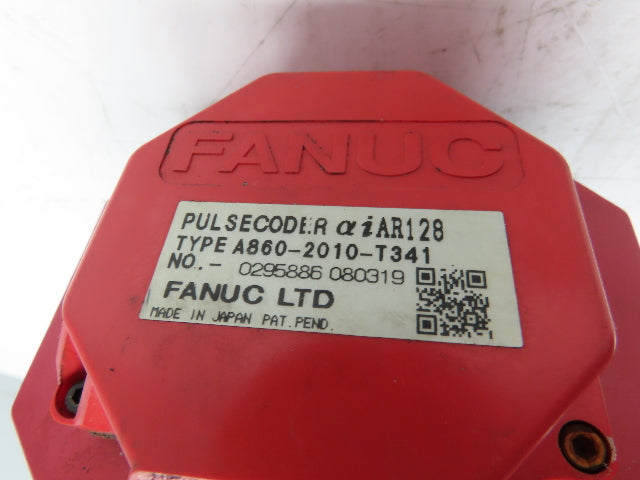 FANUC
PULSECODER αiAR128
TYPE A860-2010-T341
NO.- 0295886 080319
FANUC LTD
MADE IN JAPAN PAT.PEND.